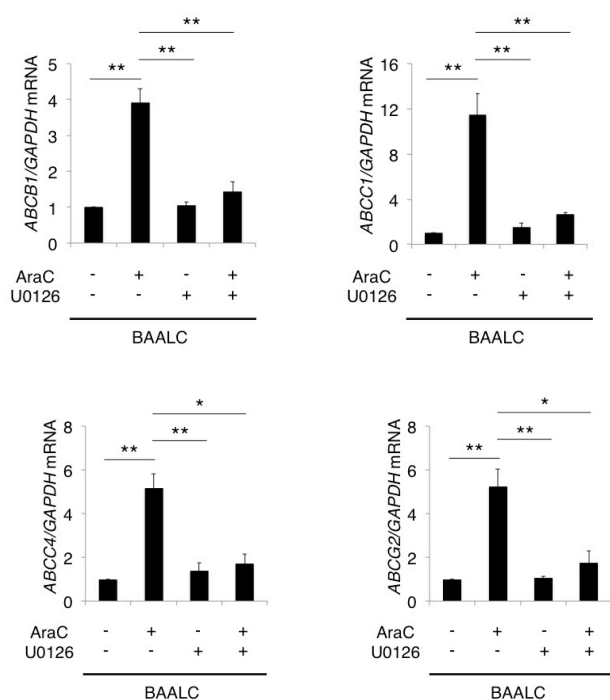 **
**
**
ABCB1/GAPDH mRNA
5
4
3
2
1
0
AraC - + - +
U0126 - - + +
BAALC
**
**
**
ABCC1/GAPDH mRNA
16
12
8
4
0
AraC - + - +
U0126 - - + +
BAALC
*
**
**
ABCC4/GAPDH mRNA
8
6
4
2
0
AraC - + - +
U0126 - - + +
BAALC
*
**
**
ABCG2/GAPDH mRNA
8
6
4
2
0
AraC - + - +
U0126 - - + +
BAALC